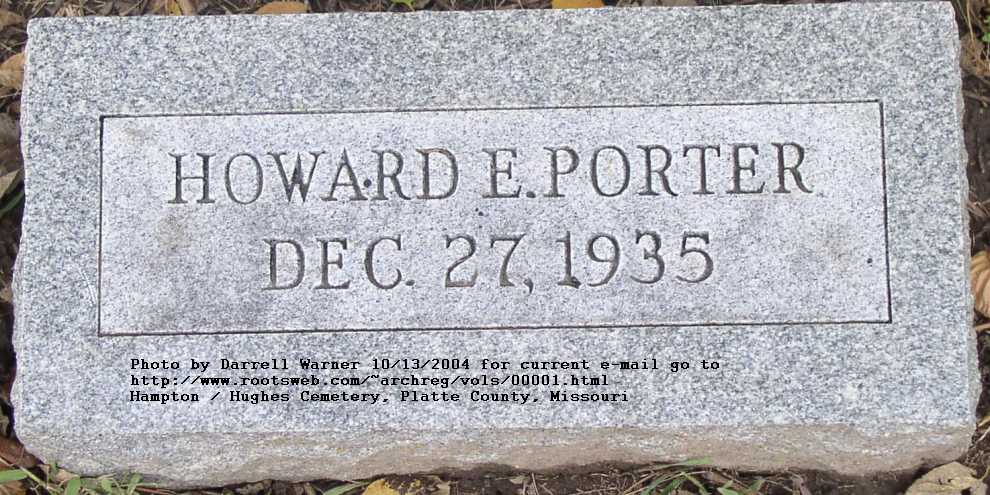 HOWARD E. PORTER
DEC. 27, 1935
Photo by Darrell Warner 10/13/2004 for current e-mail go to
http://www.rootsweb.com/~archreg/vols/00001.html
Hampton / Hughes Cemetery, Platte County, Missouri